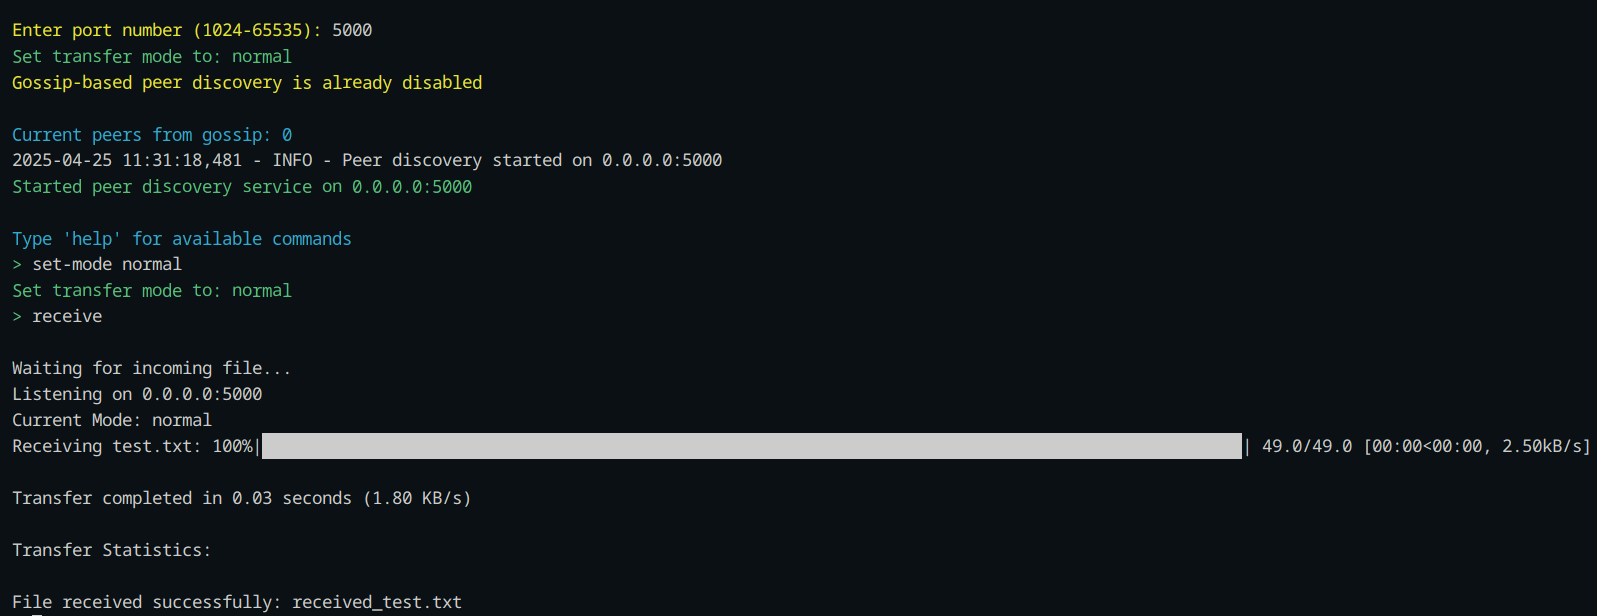 Enter port number (1024-65535): 5000
Set transfer mode to: normal
Gossip-based peer discovery is already disabled
Current peers from gossip: 0
2025-04-25 11:31:18,481 - INFO - Peer discovery started on 0.0.0.0:5000
Started peer discovery service on 0.0.0.0:5000
Type 'help' for available commands
> set-mode normal
Set transfer mode to: normal
> receive
Waiting for incoming file...
Listening on 0.0.0.0:5000
Current Mode: normal
Receiving test.txt: 100%| | 49.0/49.0 [00:00<00:00, 2.50kB/s]
Transfer completed in 0.03 seconds (1.80 KB/s)
Transfer Statistics:
File received successfully: received_test.txt